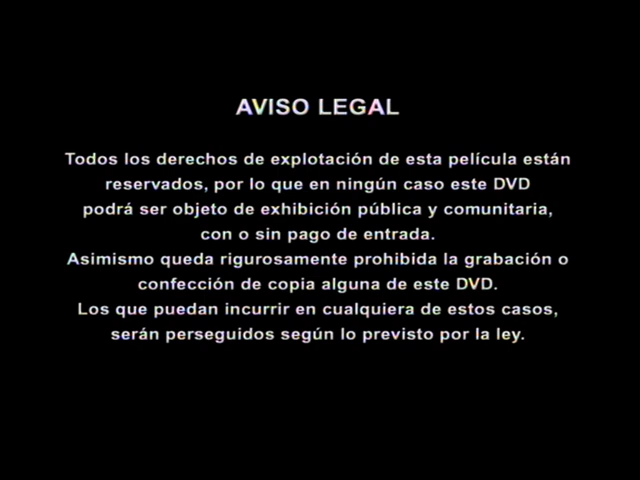 AVISO LEGAL
Todos los derechos de explotación de esta película están
reservados, por lo que en ningún caso este DVD
podrá ser objeto de exhibición pública y comunitaria,
con o sin pago de entrada.
Asimismo queda rigurosamente prohibida la grabación o
confección de copia alguna de este DVD.
Los que puedan incurrir en cualquiera de estos casos,
serán perseguidos según lo previsto por la ley.